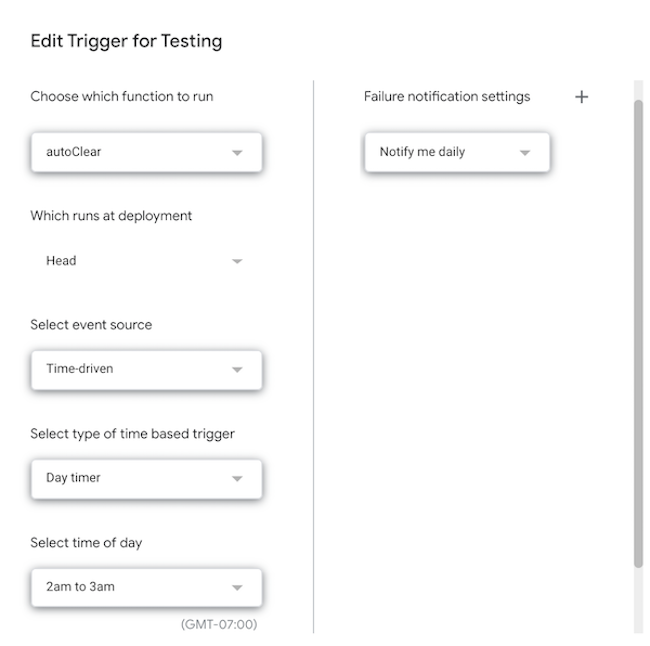 Edit Trigger for Testing
Choose which function to run
autoClear
Which runs at deployment
Head
Select event source
Time-driven
Select type of time based trigger
Day timer
Select time of day
2am to 3am
(GMT-07:00)
Failure notification settings +
Notify me daily